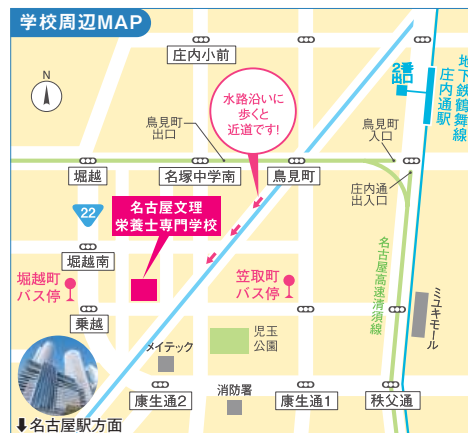 学校周辺MAP
庄内小前
N
2番
出口
地下鉄鶴舞線
庄内通駅
水路沿いに
歩くと
近道です!
鳥見町
出口
鳥見町
入口
堀越
名塚中学南
鳥見町
庄内通
出入口
22
名古屋文理
栄養士専門学校
堀越南
堀越町
バス停
笠取町
バス停
名古屋高速清須線
ミユキモール
乗越
児玉
公園
メイテック
康生通2
消防署
康生通1
秩父通
⬇名古屋駅方面